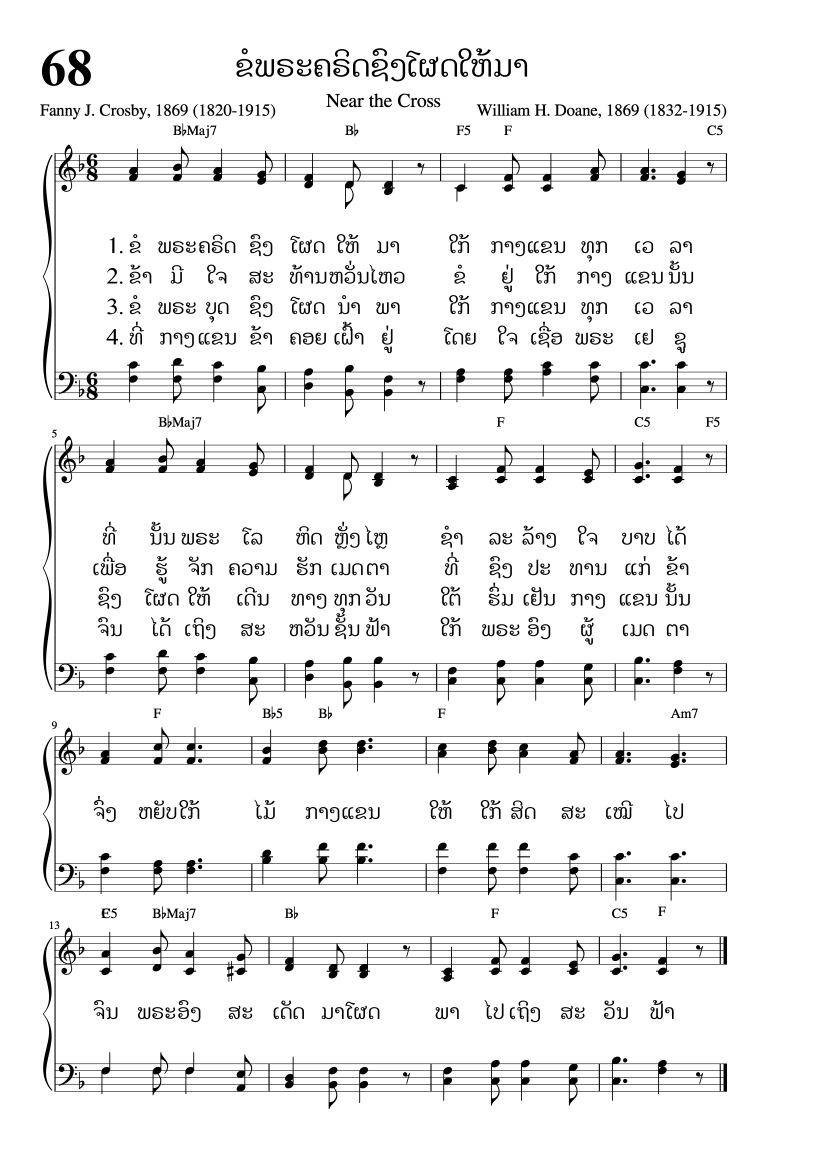 68
ຂໍພຣະຄຣິດຊົງໂຜດໃຫ້ມາ
Near the Cross
Fanny J. Crosby, 1869 (1820-1915)
William H. Doane, 1869 (1832-1915)
B♭Maj7 B♭ F5 F C5
1. ຂໍ ພຣະຄຣິດ ຊົງ ໂຜດ ໃຫ້ ມາ ໃກ້ ກາງແຂນ ທຸກ ເວ ລາ
2. ຂ້າ ມີ ໃຈ ສະ ທ້ານຫວັ່ນໄຫວ ຂໍ ຢູ່ ໃກ້ ກາງ ແຂນ ນັ້ນ
3. ຂໍ ພຣະ ບຸດ ຊົງ ໂຜດ ນຳ ພາ ໃກ້ ກາງແຂນ ທຸກ ເວ ລາ
4. ທີ່ ກາງແຂນ ຂ້າ ຄອຍ ເຝົ້າ ຢູ່ ໂດຍ ໃຈ ເຊື່ອ ພຣະ ເຢ ຊູ
5 B♭Maj7 F C5 F5
ທີ່ ນັ້ນ ພຣະ ໂລ ຫິດ ຫຼັ່ງ ໄຫຼ ຊຳ ລະ ລ້າງ ໃຈ ບາບ ໄດ້
ເພື່ອ ຮູ້ ຈັກ ຄວາມ ຮັກ ເມດຕາ ທີ່ ຊົງ ປະ ທານ ແກ່ ຂ້າ
ຊົງ ໂຜດ ໃຫ້ ເດີນ ທາງ ທຸກ ວັນ ໃຕ້ ຮົ່ມ ເຢັນ ກາງ ແຂນ ນັ້ນ
ຈົນ ໄດ້ ເຖິງ ສະ ຫວັນ ຊັ້ນ ຟ້າ ໃກ້ ພຣະ ອົງ ຜູ້ ເມດ ຕາ
9 F B♭5 B♭ F Am7
ຈົ່ງ ຫຍັບໃກ້ ໄມ້ ກາງແຂນ ໃຫ້ ໃກ້ ສິດ ສະ ເໝີ ໄປ
13 C5 B♭Maj7 B♭ F C5 F
ຈົນ ພຣະອົງ ສະ ເດັດ ມາໂຜດ ພາ ໄປ ເຖິງ ສະ ວັນ ຟ້າ